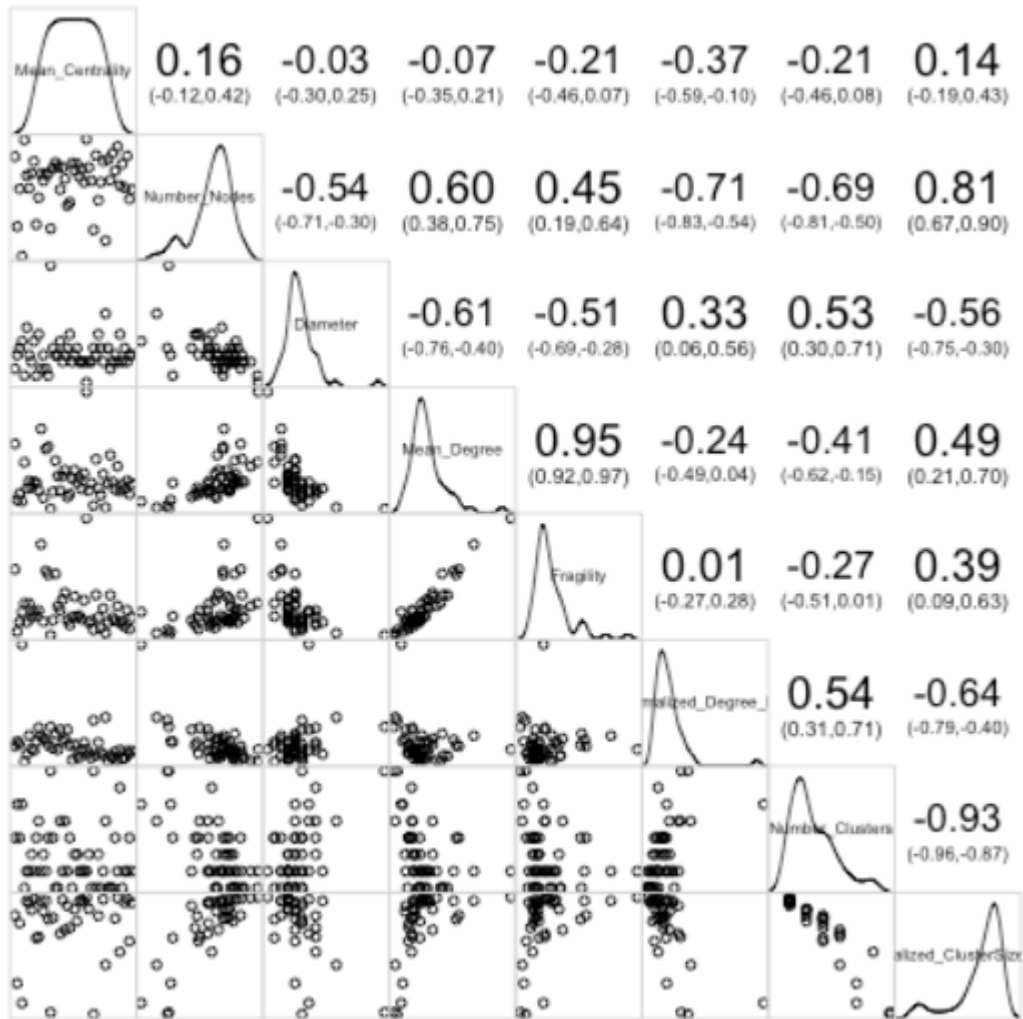 Mean_Centrality 0.16 -0.03 -0.07 -0.21 -0.37 -0.21 0.14
(-0.12,0.42) (-0.30,0.25) (-0.35,0.21) (-0.46,0.07) (-0.59,-0.10) (-0.46,0.08) (-0.19,0.43)
Number_Nodes -0.54 0.60 0.45 -0.71 -0.69 0.81
(-0.71,-0.30) (0.38,0.75) (0.19,0.64) (-0.83,-0.54) (-0.81,-0.50) (0.67,0.90)
Diameter -0.61 -0.51 0.33 0.53 -0.56
(-0.76,-0.40) (-0.69,-0.28) (0.06,0.56) (0.30,0.71) (-0.75,-0.30)
Mean_Degree 0.95 -0.24 -0.41 0.49
(0.92,0.97) (-0.49,0.04) (-0.62,-0.15) (0.21,0.70)
Fragility 0.01 -0.27 0.39
(-0.27,0.28) (-0.51,0.01) (0.09,0.63)
rmalized_Degree_ 0.54 -0.64
(0.31,0.71) (-0.79,-0.40)
Number_Clusters -0.93
(-0.96,-0.87)
alized_ClusterSize